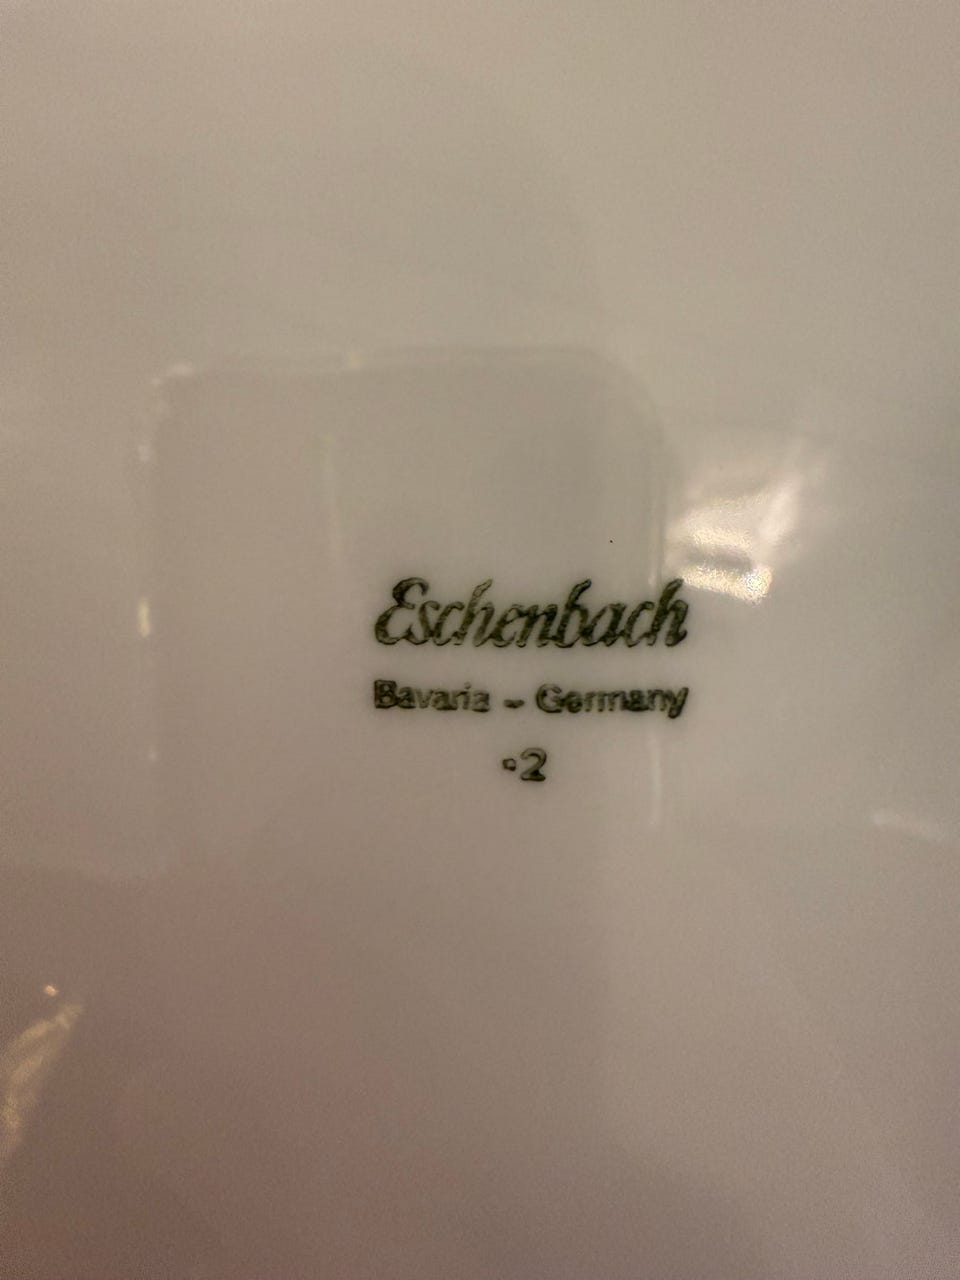 Eschenbach
Bavaria - Germany
▫2